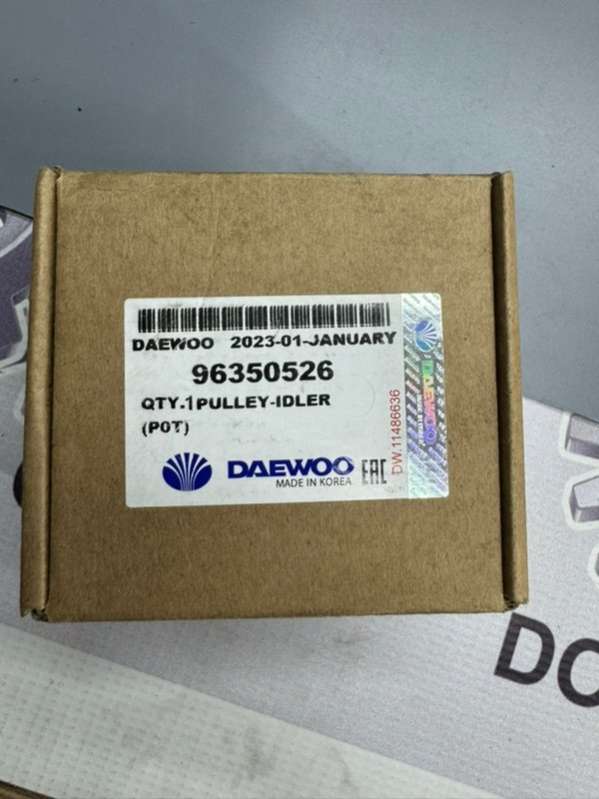 DAEWOO 2023-01-JANUARY
96350526
QTY.1PULLEY-IDLER
(P0T)
DAEWOO
MADE IN KOREA
EAC
DW.11486636
DAEWOO
DO